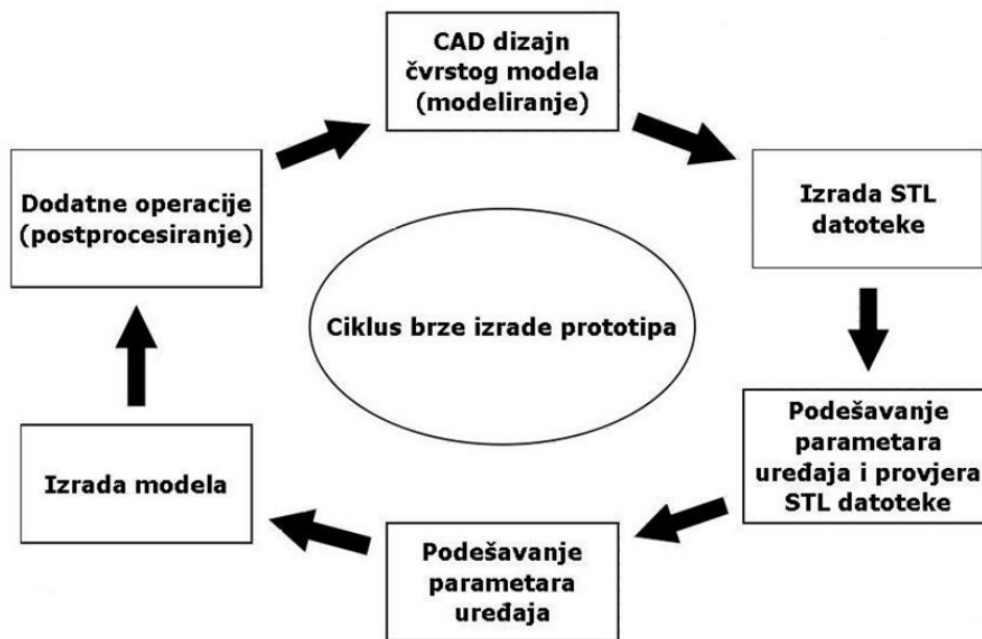 CAD dizajn
čvrstog modela
(modeliranje)
Izrada STL
datoteke
Podešavanje
parametara
uređaja i provjera
STL datoteke
Podešavanje
parametara
uređaja
Izrada modela
Dodatne operacije
(postprocesiranje)
Ciklus brze izrade prototipa